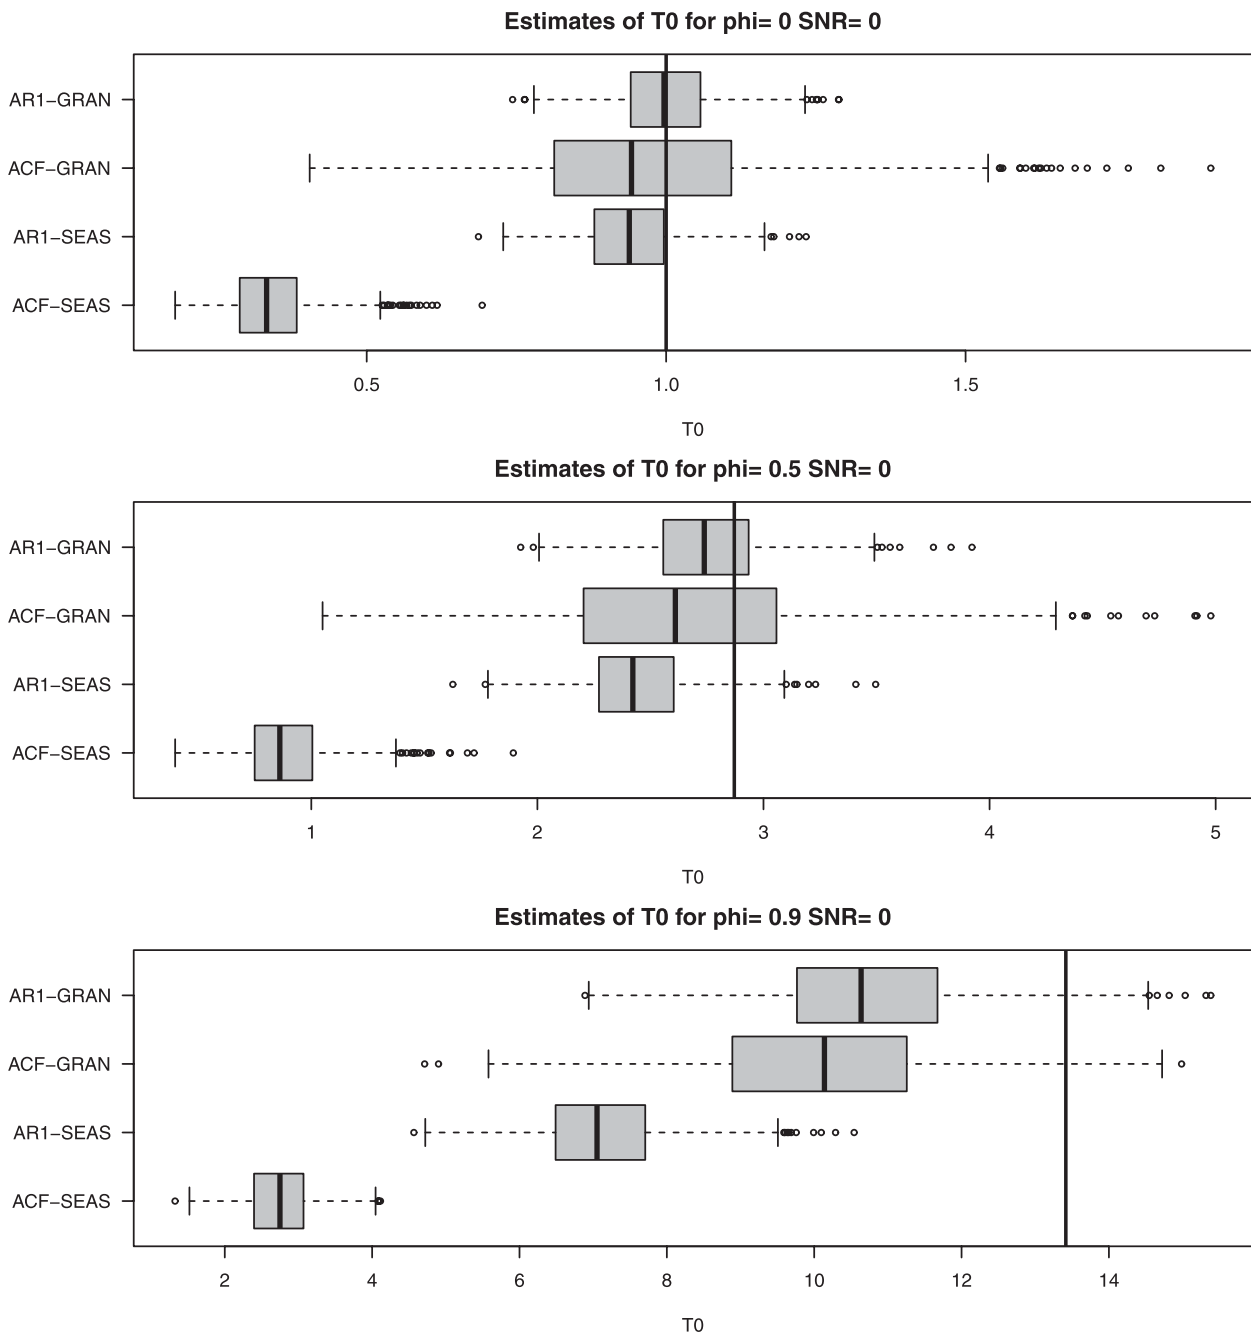 Estimates of T0 for phi= 0 SNR= 0
AR1−GRAN
ACF−GRAN
AR1−SEAS
ACF−SEAS
0.5 1.0 1.5
T0
Estimates of T0 for phi= 0.5 SNR= 0
AR1−GRAN
ACF−GRAN
AR1−SEAS
ACF−SEAS
1 2 3 4 5
T0
Estimates of T0 for phi= 0.9 SNR= 0
AR1−GRAN
ACF−GRAN
AR1−SEAS
ACF−SEAS
2 4 6 8 10 12 14
T0